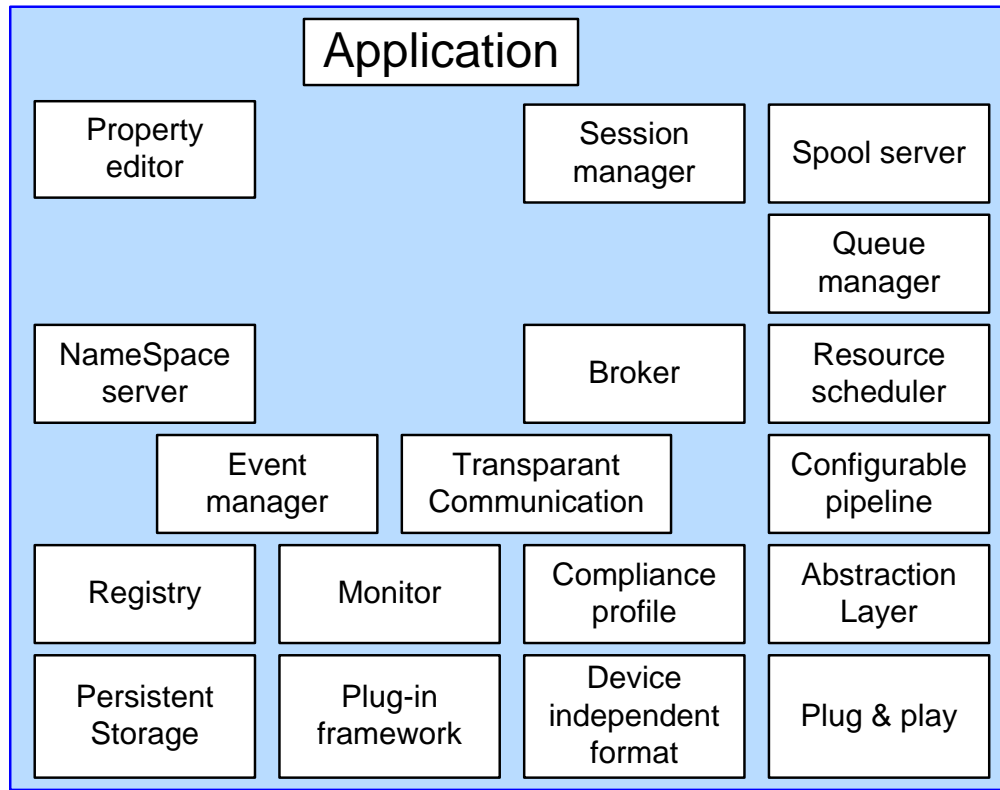 Application
Property
editor
Session
manager
Spool server
Queue
manager
NameSpace
server
Broker
Resource
scheduler
Event
manager
Transparant
Communication
Configurable
pipeline
Registry
Monitor
Compliance
profile
Abstraction
Layer
Persistent
Storage
Plug-in
framework
Device
independent
format
Plug & play